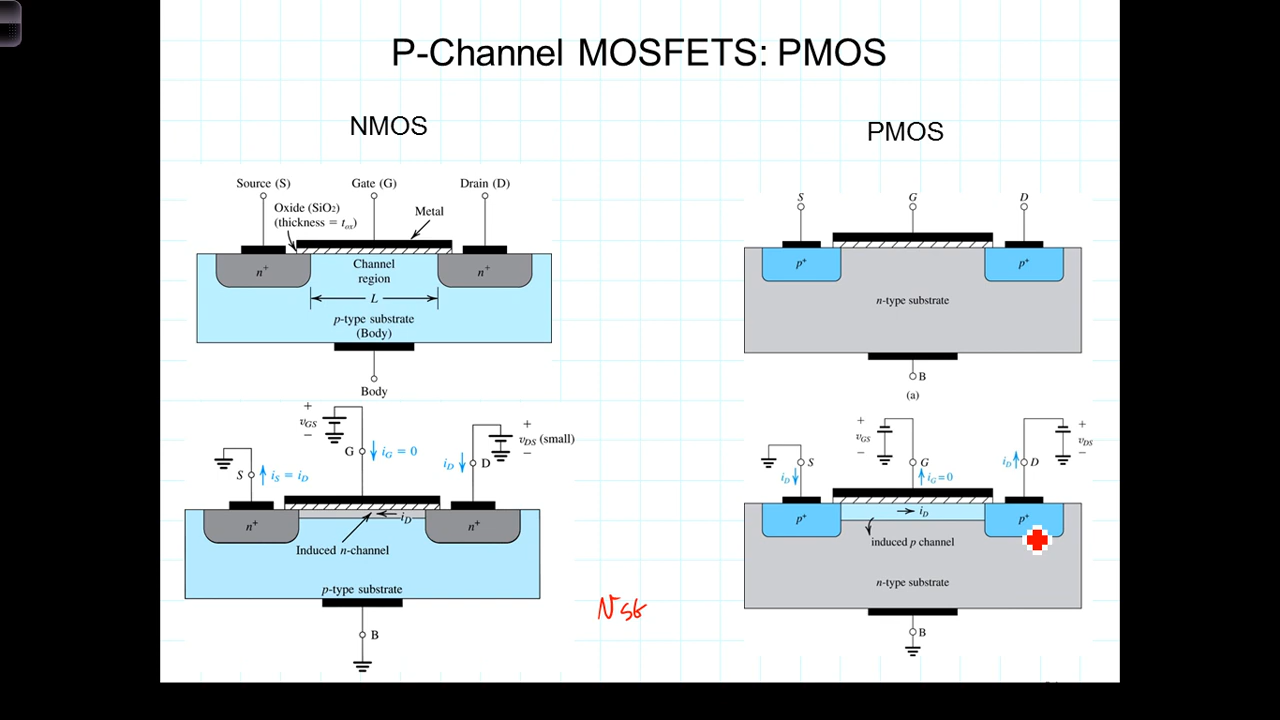 P-Channel MOSFETS: PMOS
NMOS
PMOS
Source (S)
Gate (G)
Drain (D)
Oxide (SiO2)
(thickness = tox)
Metal
n+
Channel
region
n+
L
p-type substrate
(Body)
Body
S
G
D
p+
p+
n-type substrate
B
(a)
+
vGS
−
G
iG = 0
+
vDS (small)
−
iD
D
S
iS = iD
iD
n+
n+
Induced n-channel
p-type substrate
B
+
vGS
−
S
iD
G
iG = 0
iD
D
+
vDS
−
p+
iD
p+
induced p channel
n-type substrate
B